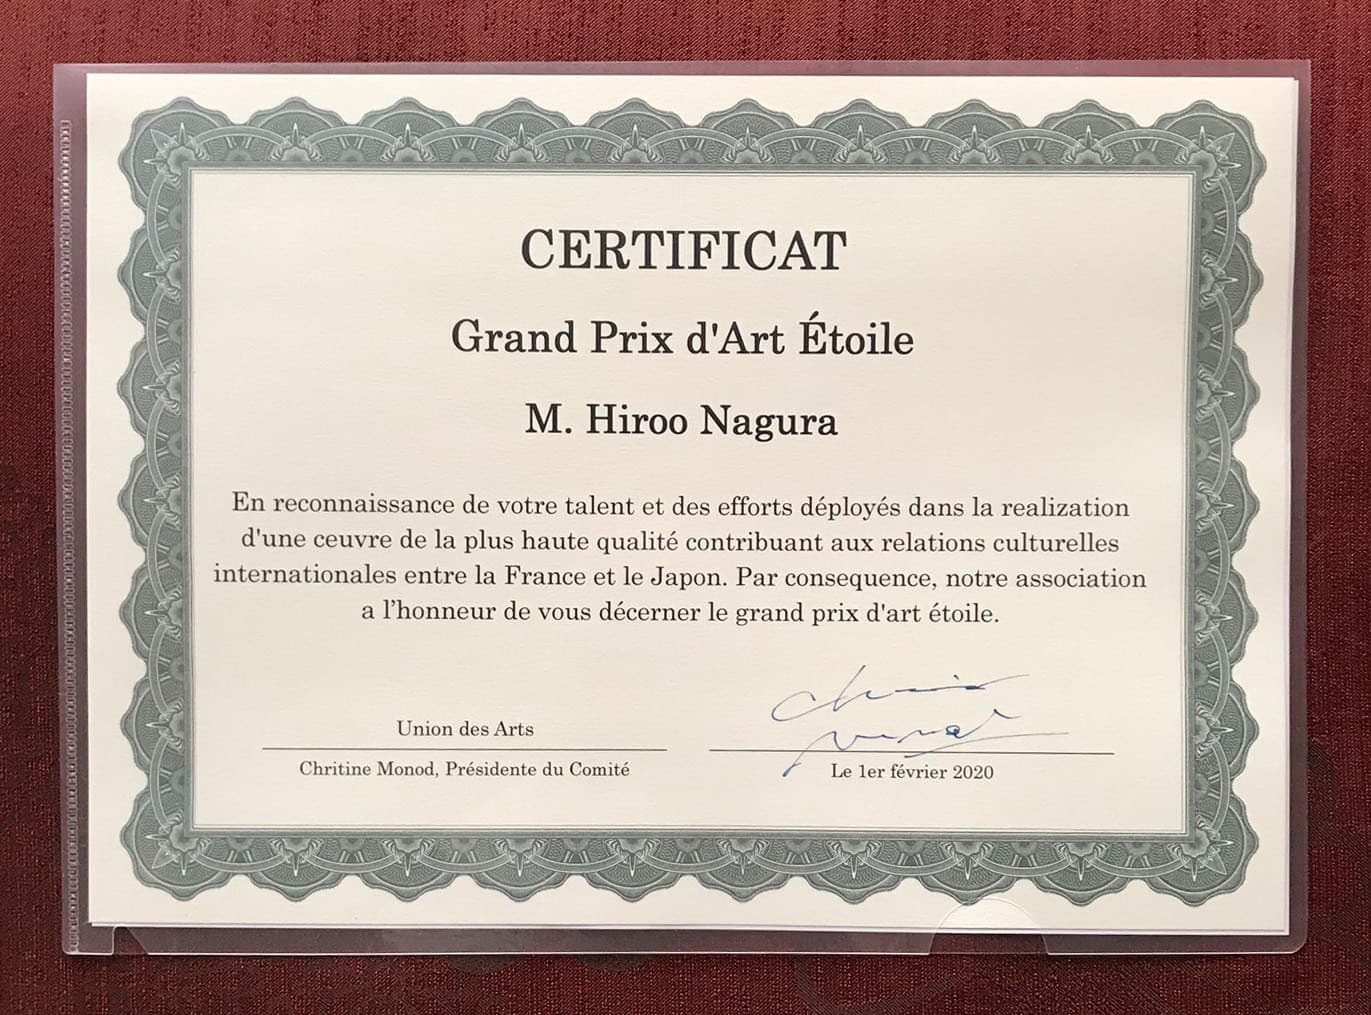 CERTIFICAT
Grand Prix d'Art Étoile
M. Hiroo Nagura
En reconnaissance de votre talent et des efforts déployés dans la realization
d'une ceuvre de la plus haute qualité contribuant aux relations culturelles
internationales entre la France et le Japon. Par consequence, notre association
a l’honneur de vous décerner le grand prix d'art étoile.
Union des Arts
Chritine Monod, Présidente du Comité
Le 1er février 2020